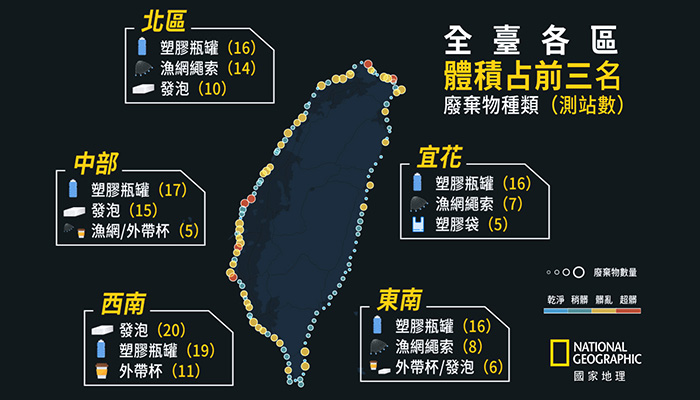 全臺各區
體積占前三名
廢棄物種類（測站數）
北區
塑膠瓶罐（16）
漁網繩索（14）
發泡（10）
中部
塑膠瓶罐（17）
發泡（15）
漁網/外帶杯（5）
宜花
塑膠瓶罐（16）
漁網繩索（7）
塑膠袋（5）
西南
發泡（20）
塑膠瓶罐（19）
外帶杯（11）
東南
塑膠瓶罐（16）
漁網繩索（8）
外帶杯/發泡（6）
廢棄物數量
乾淨 稍髒 髒亂 超髒
NATIONAL
GEOGRAPHIC
國家地理